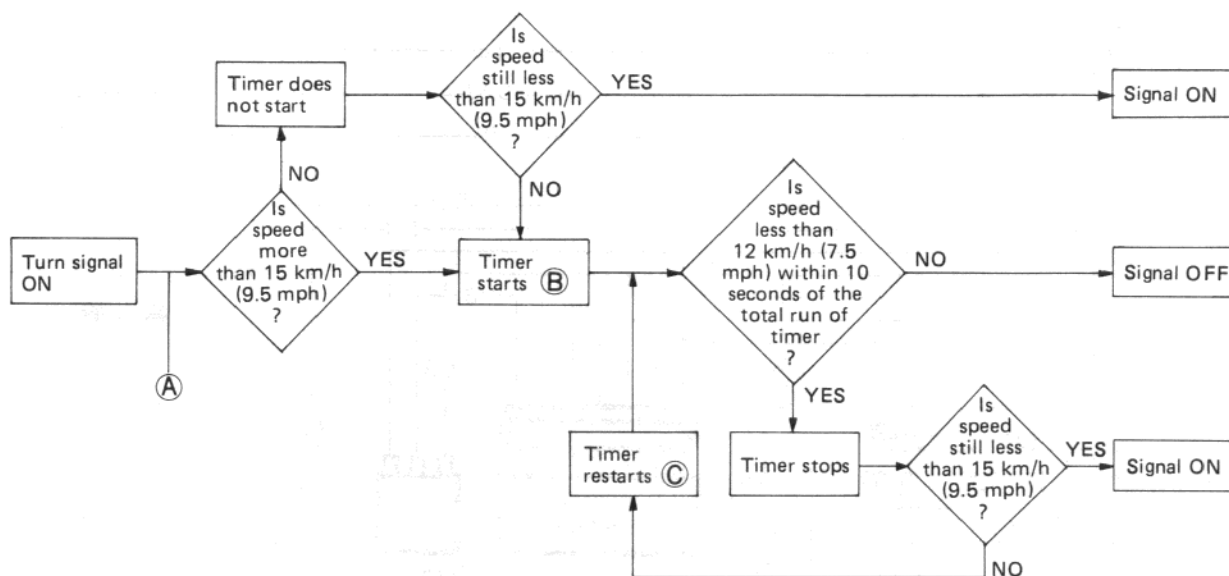 Turn signal
ON
Ⓐ
Is
speed
more
than 15 km/h
(9.5 mph)
?
NO
YES
Timer does
not start
Is
speed
still less
than 15 km/h
(9.5 mph)
?
YES
NO
Signal ON
Timer
starts Ⓑ
Is
speed
less than
12 km/h (7.5
mph) within 10
seconds of the
total run of
timer
?
NO
YES
Signal OFF
Timer stops
Is
speed
still less
than 15 km/h
(9.5 mph)
?
YES
NO
Signal ON
Timer
restarts Ⓒ